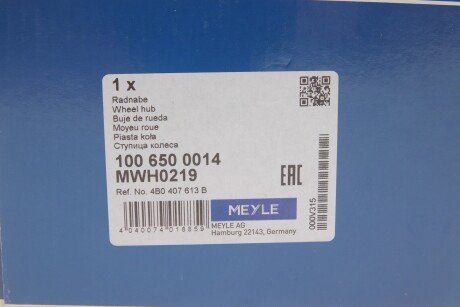 1 x
Radnabe
Wheel hub
Buje de rueda
Moyeu roue
Piasta koła
Ступица колеса
100 650 0014
MWH0219
Ref. No. 4B0 407 613 B
EAC
MEYLE
MEYLE AG
Hamburg 22143, Germany
4 040074 016859
000V315